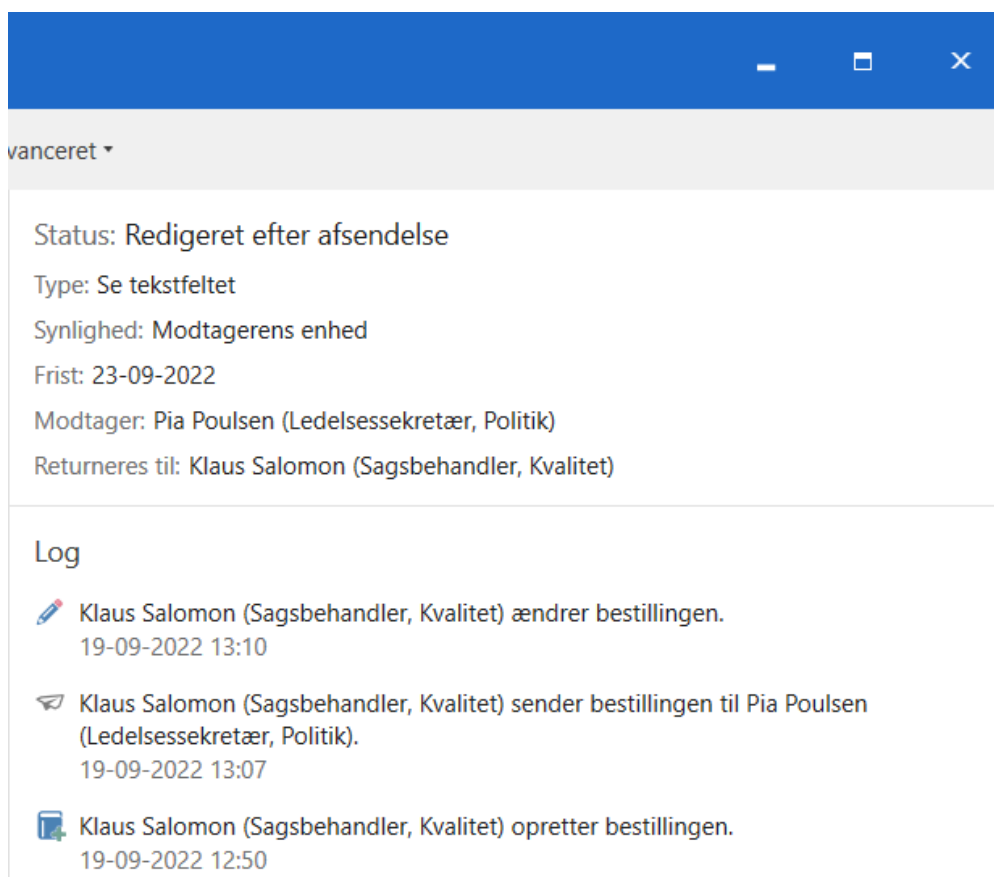 vanceret
Status: Redigeret efter afsendelse
Type: Se tekstfeltet
Synlighed: Modtagerens enhed
Frist: 23-09-2022
Modtager: Pia Poulsen (Ledelsessekretær, Politik)
Returneres til: Klaus Salomon (Sagsbehandler, Kvalitet)
Log
Klaus Salomon (Sagsbehandler, Kvalitet) ændrer bestillingen.
19-09-2022 13:10
Klaus Salomon (Sagsbehandler, Kvalitet) sender bestillingen til Pia Poulsen
(Ledelsessekretær, Politik).
19-09-2022 13:07
Klaus Salomon (Sagsbehandler, Kvalitet) opretter bestillingen.
19-09-2022 12:50